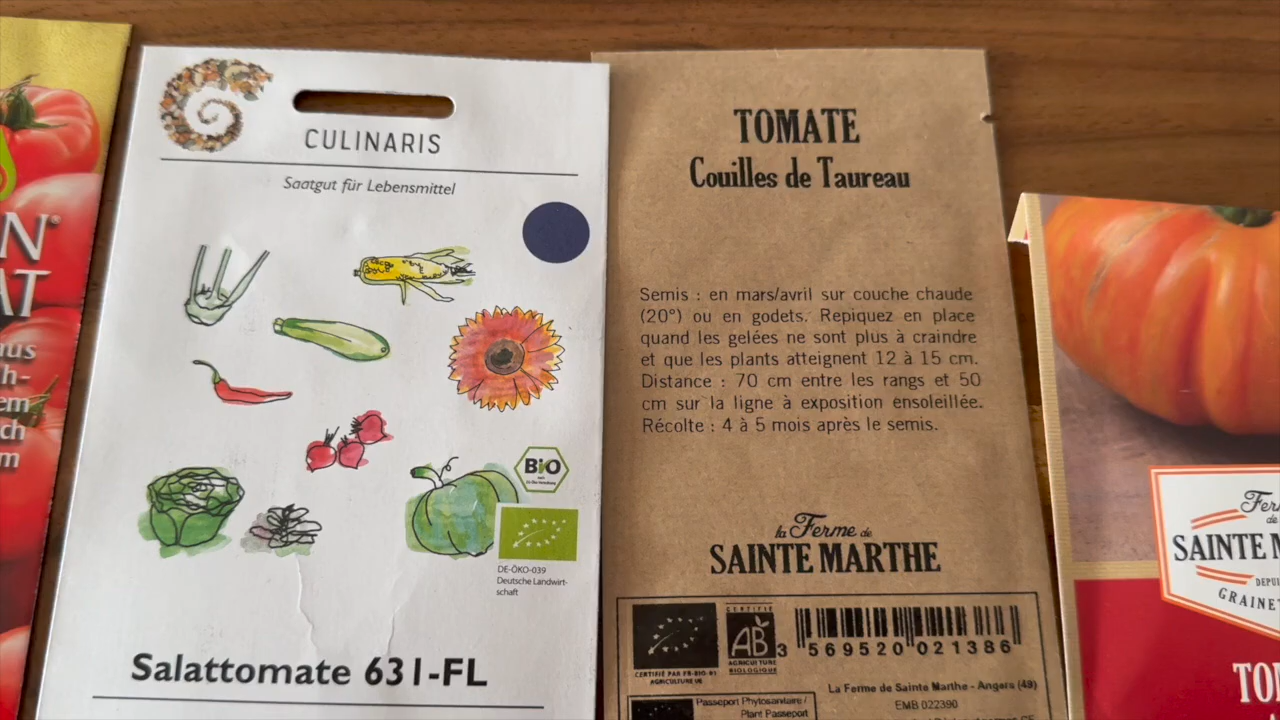 N®
AT
CULINARIS
Saatgut für Lebensmittel
BIO
DE-ÖKO-039
Deutsche Landwirt-
schaft
Salattomate 631-FL
TOMATE
Couilles de Taureau
Semis : en mars/avril sur couche chaude
(20°) ou en godets. Repiquez en place
quand les gelées ne sont plus à craindre
et que les plants atteignent 12 à 15 cm.
Distance : 70 cm entre les rangs et 50
cm sur la ligne à exposition ensoleillée.
Récolte : 4 à 5 mois après le semis.
la Ferme de
SAINTE MARTHE
CERTIFIÉ
AB
AGRICULTURE
BIOLOGIQUE
CERTIFIÉ PAR FR-BIO-01
AGRICULTURE UE
3 569520 021386
La Ferme de Sainte Marthe - Angers (49)
EMB 022390
Passeport Phytosanitaire /
Plant Passeport
SAINTE
DEPUI
GRAINE
TO